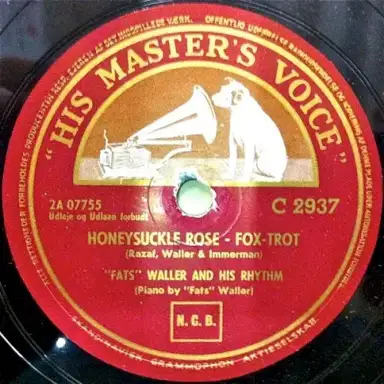 "HIS MASTER'S VOICE"
2A 07755
Udleje og Udlaan forbudt
C 2937
HONEYSUCKLE ROSE - FOX-TROT
(Razaf, Waller & Immerman)
"FATS" WALLER AND HIS RHYTHM
(Piano by "Fats" Waller)
N.C.B.
SKANDINAVISK GRAMMOPHON AKTIESELSKAB